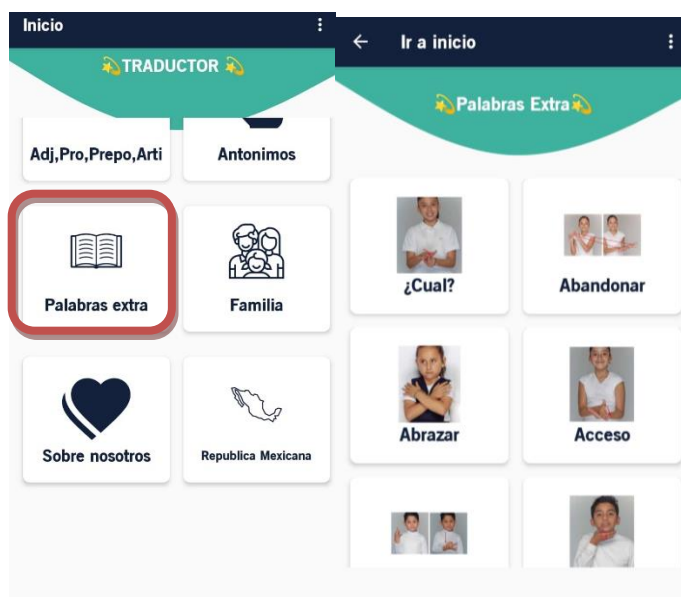 Inicio
💫TRADUCTOR💫
Adj,Pro,Prepo,Arti
Antonimos
Palabras extra
Familia
Sobre nosotros
Republica Mexicana
Ir a inicio
💫Palabras Extra💫
¿Cual?
Abandonar
Abrazar
Acceso